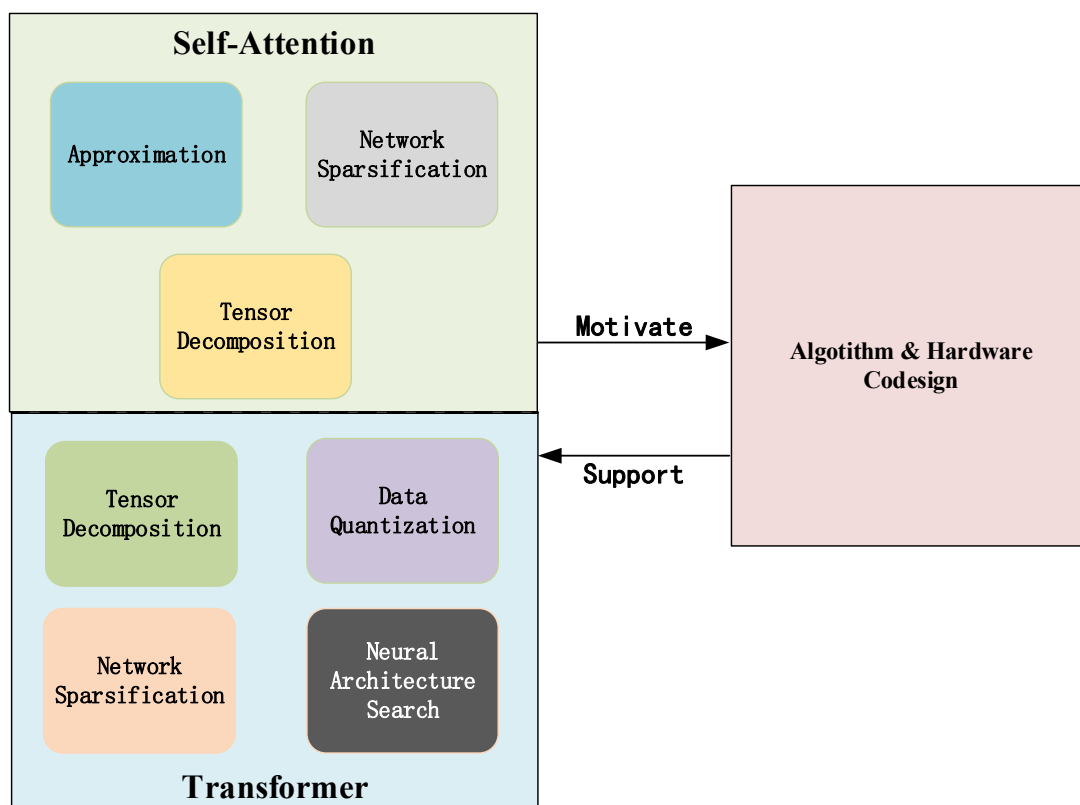 Self-Attention
Approximation
Network
Sparsification
Tensor
Decomposition
Motivate
Algotithm & Hardware
Codesign
Support
Tensor
Decomposition
Data
Quantization
Network
Sparsification
Neural
Architecture
Search
Transformer